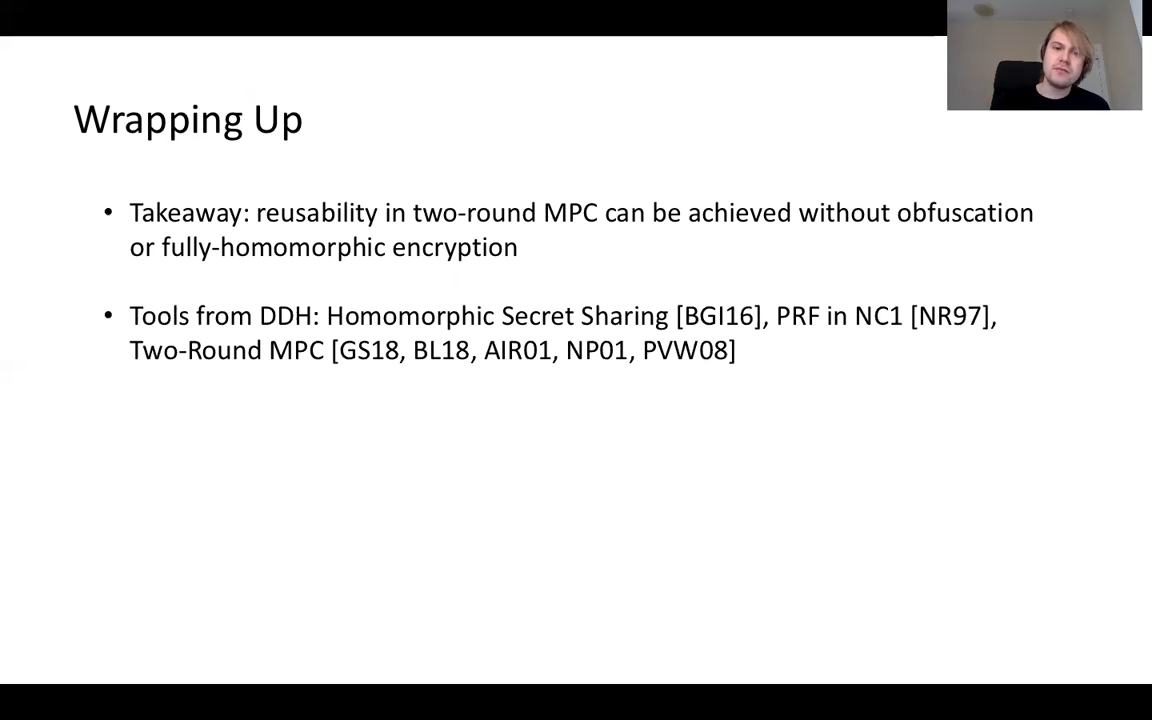 Wrapping Up
• Takeaway: reusability in two-round MPC can be achieved without obfuscation
or fully-homomorphic encryption
• Tools from DDH: Homomorphic Secret Sharing [BGI16], PRF in NC1 [NR97],
Two-Round MPC [GS18, BL18, AIR01, NP01, PVW08]